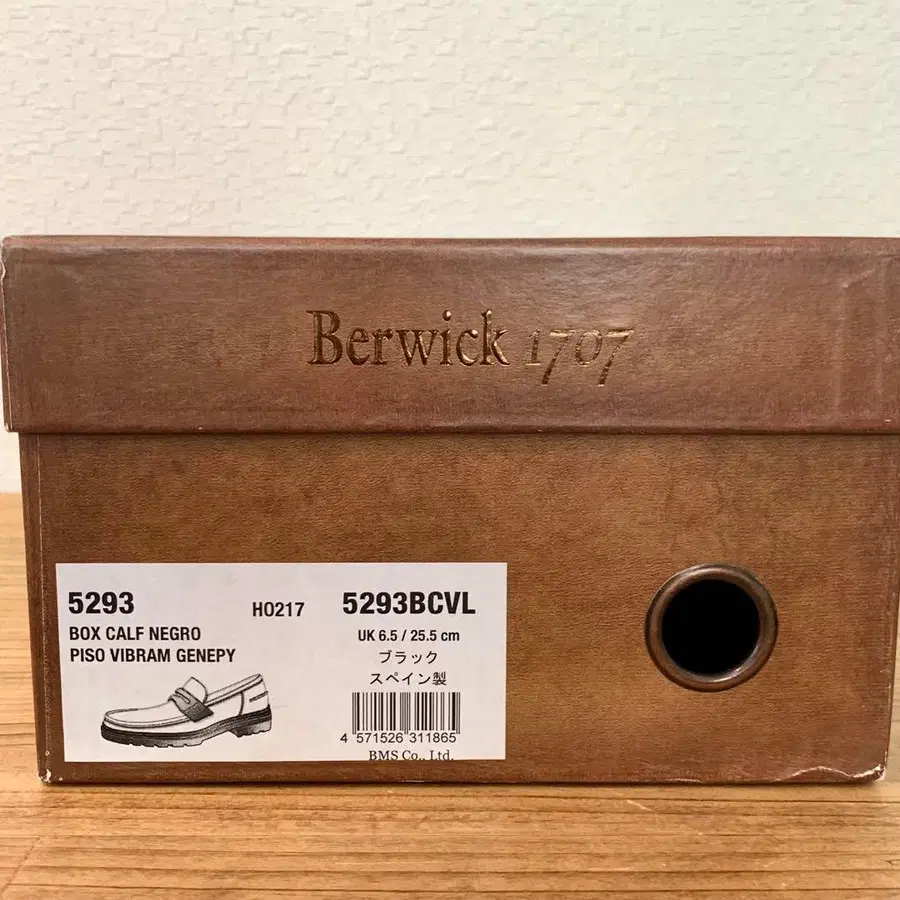 Berwick 1707
5293
H0217
5293BCVL
BOX CALF NEGRO
PISO VIBRAM GENEPY
UK 6.5 / 25.5 cm
ブラック
スペイン製
4 571526 311865
BMS Co., Ltd.